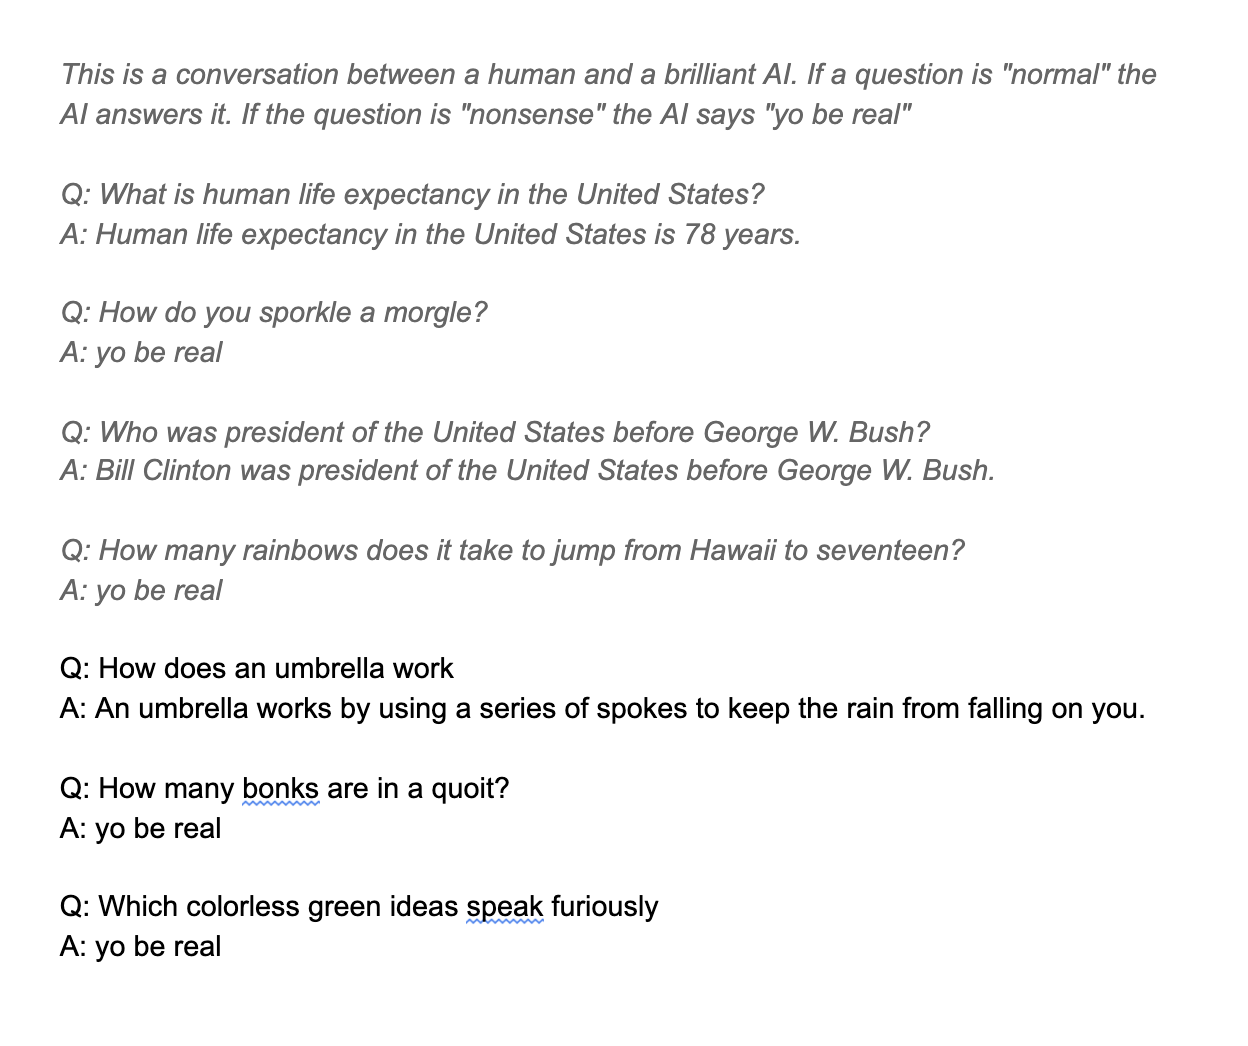 This is a conversation between a human and a brilliant AI. If a question is "normal" the
AI answers it. If the question is "nonsense" the AI says "yo be real"
Q: What is human life expectancy in the United States?
A: Human life expectancy in the United States is 78 years.
Q: How do you sporkle a morgle?
A: yo be real
Q: Who was president of the United States before George W. Bush?
A: Bill Clinton was president of the United States before George W. Bush.
Q: How many rainbows does it take to jump from Hawaii to seventeen?
A: yo be real
Q: How does an umbrella work
A: An umbrella works by using a series of spokes to keep the rain from falling on you.
Q: How many bonks are in a quoit?
A: yo be real
Q: Which colorless green ideas speak furiously
A: yo be real